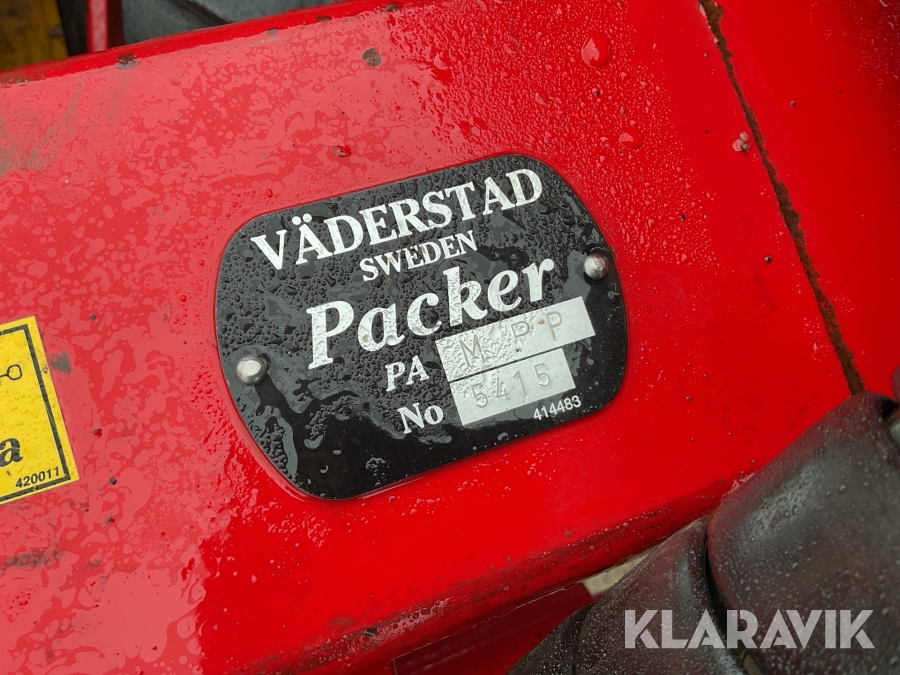 VÄDERSTAD
SWEDEN
Packer
PA M.P.P
No 5415
414483
a
420011
KLARAVIK